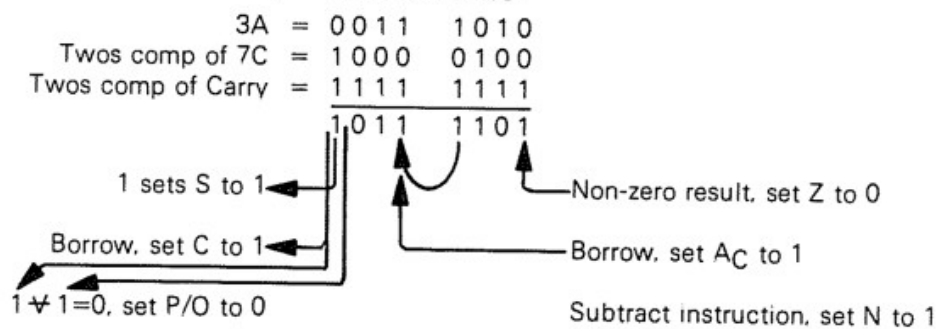 3A = 0011 1010
Twos comp of 7C = 1000 0100
Twos comp of Carry = 1111 1111
1011 1101
1 sets S to 1
Non-zero result, set Z to 0
Borrow, set C to 1
Borrow, set AC to 1
1 ⊻ 1=0, set P/O to 0
Subtract instruction, set N to 1